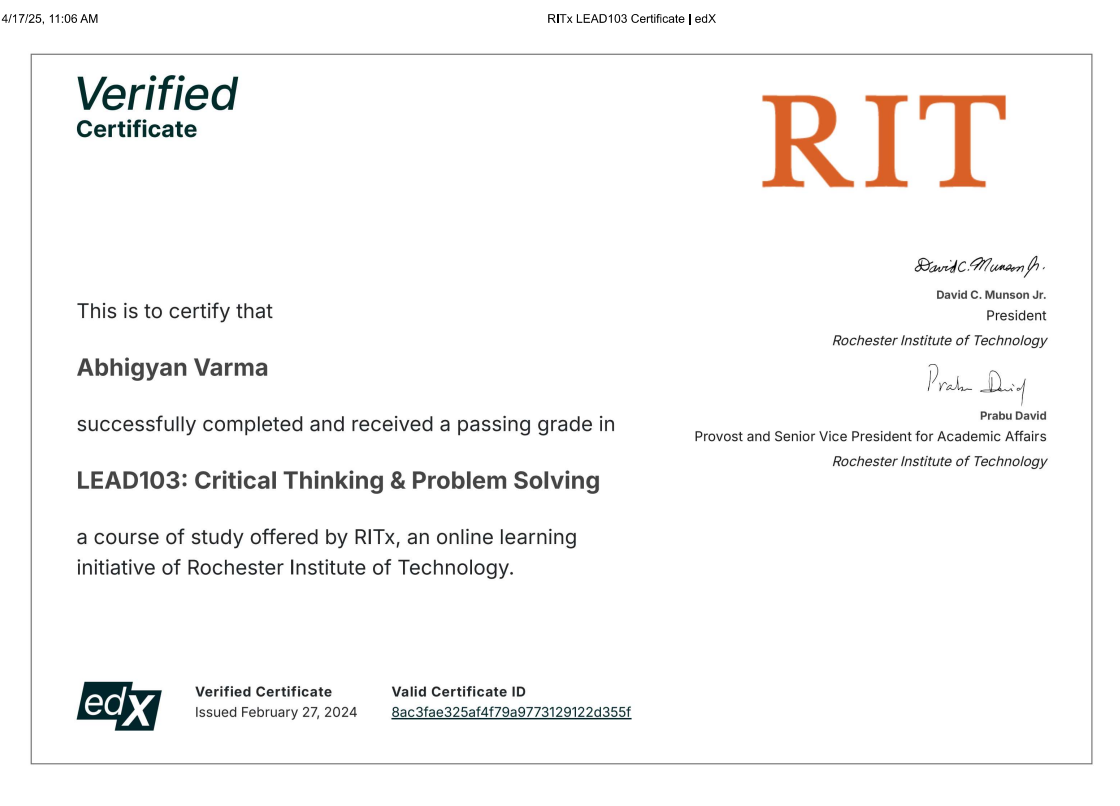 4/17/25, 11:06 AM
RITx LEAD103 Certificate | edX
Verified
Certificate
RIT
David C. Munson Jr.
David C. Munson Jr.
President
Rochester Institute of Technology
Prabu David
Prabu David
Provost and Senior Vice President for Academic Affairs
Rochester Institute of Technology
This is to certify that
Abhigyan Varma
successfully completed and received a passing grade in
LEAD103: Critical Thinking & Problem Solving
a course of study offered by RITx, an online learning
initiative of Rochester Institute of Technology.
edX
Verified Certificate
Issued February 27, 2024
Valid Certificate ID
8ac3fae325af4f79a9773129122d355f